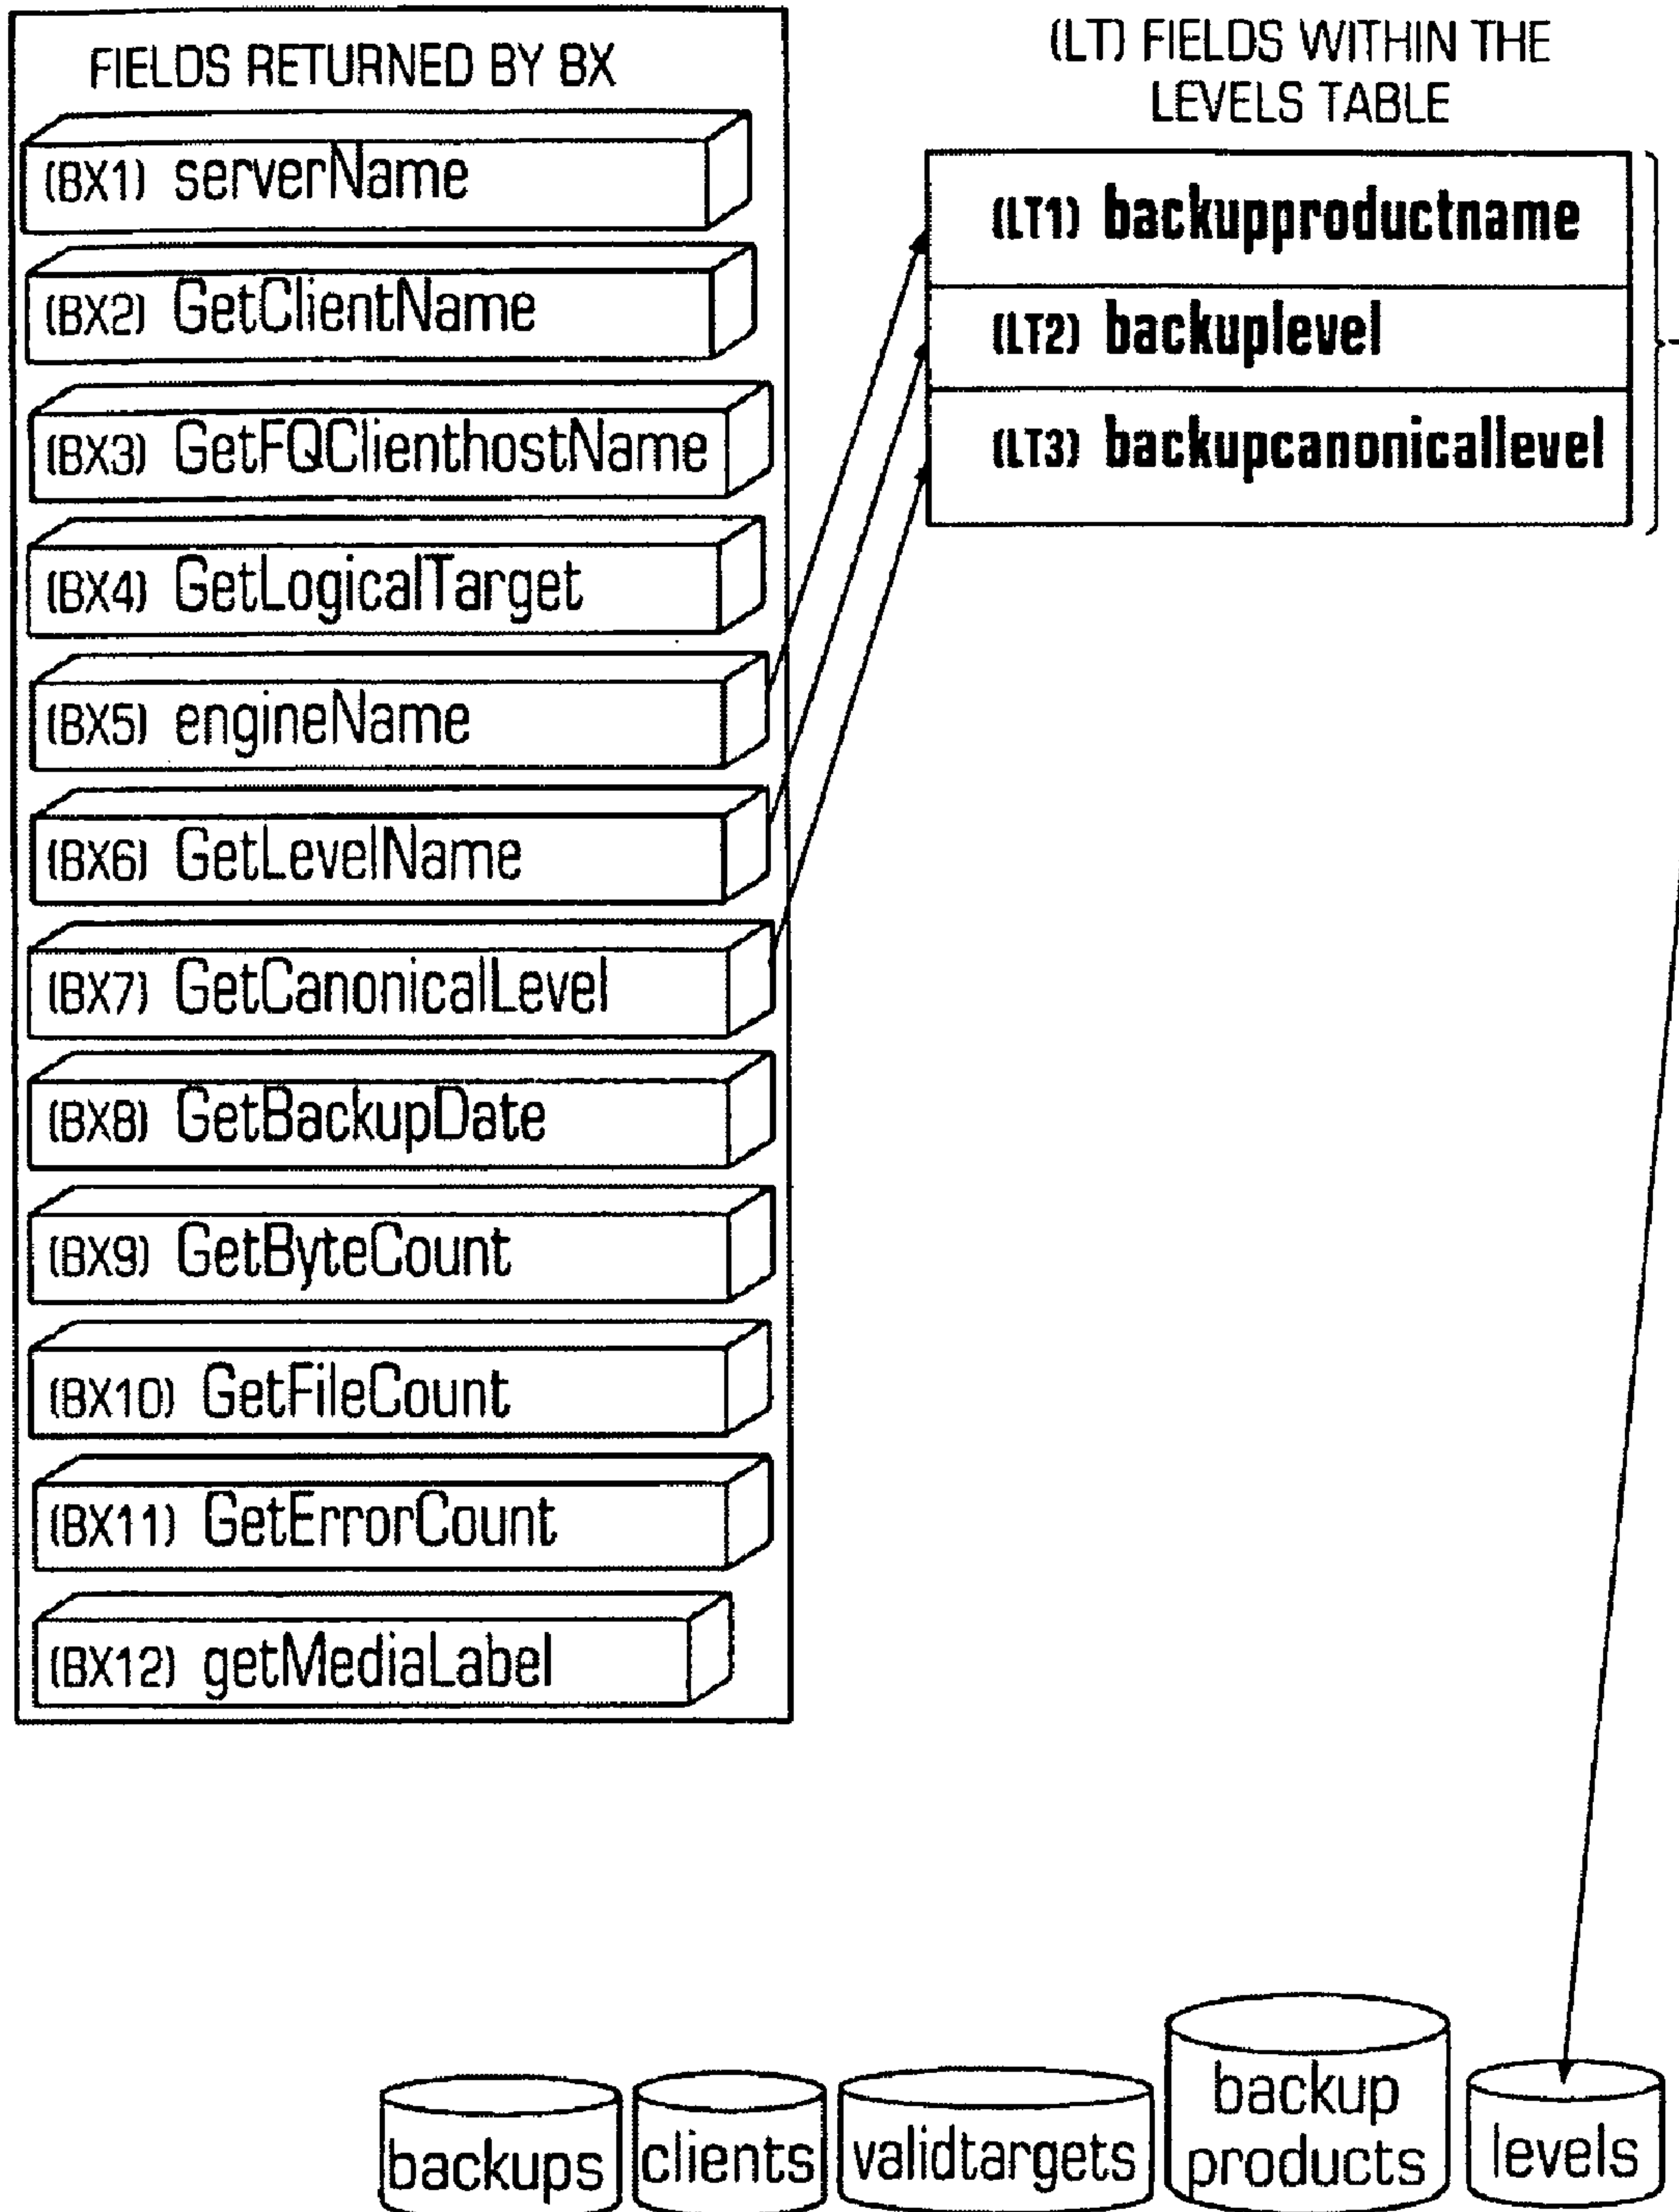 FIELDS RETURNED BY BX
(BX1) serverName
(BX2) GetClientName
(BX3) GetFQClienthostName
(BX4) GetLogicalTarget
(BX5) engineName
(BX6) GetLevelName
(BX7) GetCanonicalLevel
(BX8) GetBackupDate
(BX9) GetByteCount
(BX10) GetFileCount
(BX11) GetErrorCount
(BX12) getMediaLabel
(LT) FIELDS WITHIN THE
LEVELS TABLE
(LT1) backupproductname
(LT2) backuplevel
(LT3) backupcanonicallevel
backups
clients
validtargets
backup
products
levels